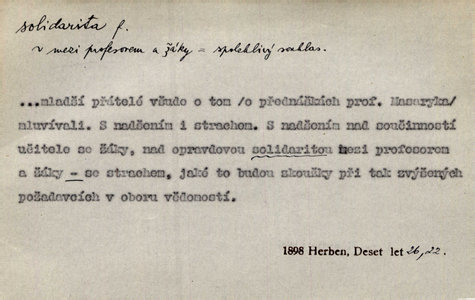 solidarita f.
v mezi profesorem a žáky = spolehlivý souhlas.
...mladší přítelé všude o tom /o přednáškách prof. Masaryka/
mluvívali. S nadšením i strachem. S nadšením nad součinností
učitele se žáky, nad opravdovou solidaritou mezi profesorem
a žáky – se strachem, jaké to budou zkoušky při tak zvýšených
požadavcích v oboru vědomostí.
1898 Herben, Deset let 26, 22.